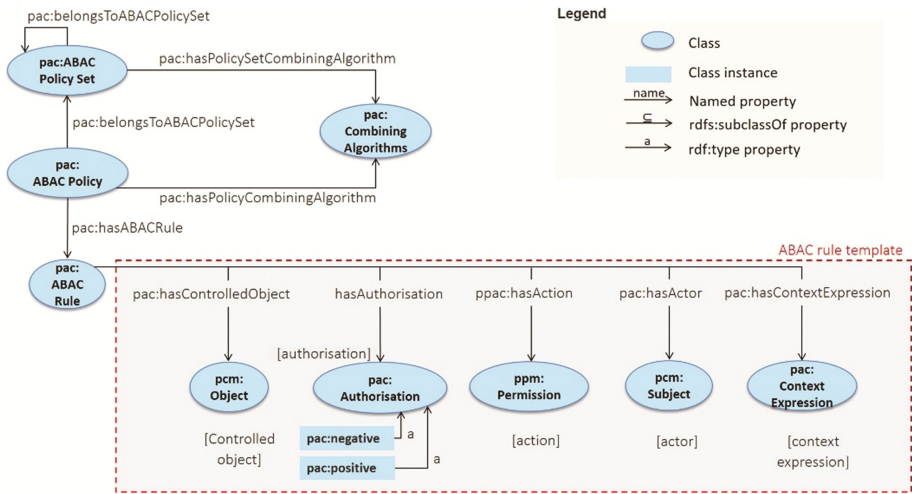 pac:belongsToABACPolicySet
pac:ABAC
Policy Set
pac:hasPolicySetCombiningAlgorithm
pac:belongsToABACPolicySet
pac:
Combining
Algorithms
pac:
ABAC Policy
pac:hasPolicyCombiningAlgorithm
pac:hasABACRule
pac:
ABAC
Rule
Legend
Class
Class instance
name
Named property
⊆
rdfs:subclassOf property
a
rdf:type property
ABAC rule template
pac:hasControlledObject
hasAuthorisation
ppac:hasAction
pac:hasActor
pac:hasContextExpression
[authorisation]
pcm:
Object
pac:
Authorisation
ppm:
Permission
pcm:
Subject
pac:
Context
Expression
[Controlled
object]
pac:negative
a
pac:positive
a
[action]
[actor]
[context
expression]